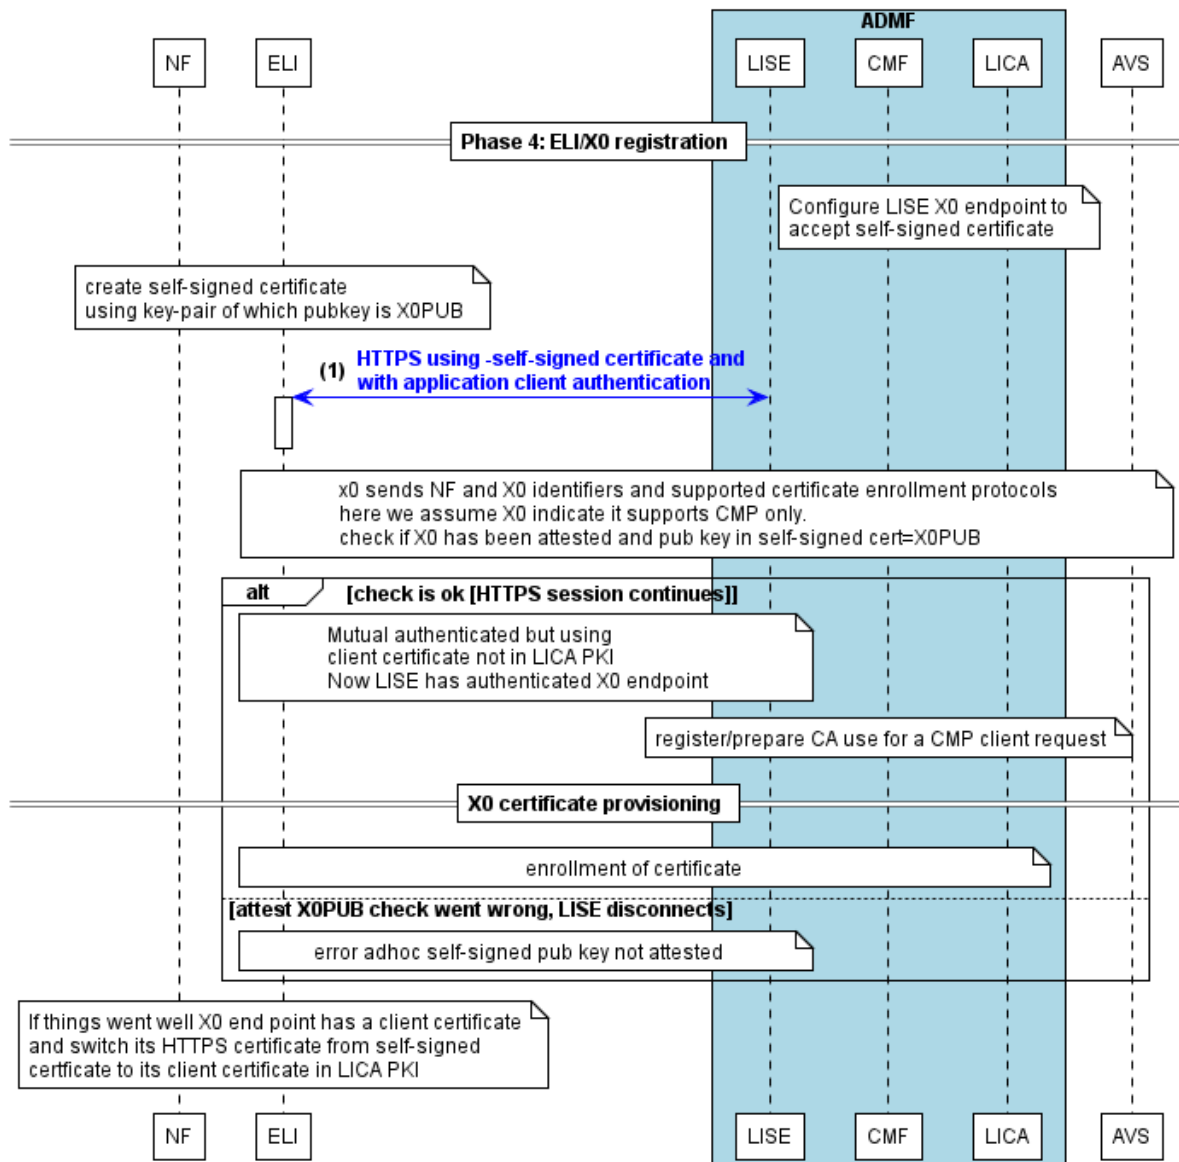 ADMF
NF
ELI
LISE
CMF
LICA
AVS
Phase 4: ELI/X0 registration
Configure LISE X0 endpoint to
accept self-signed certificate
create self-signed certificate
using key-pair of which pubkey is X0PUB
(1) HTTPS using -self-signed certificate and
with application client authentication
x0 sends NF and X0 identifiers and supported certificate enrollment protocols
here we assume X0 indicate it supports CMP only.
check if X0 has been attested and pub key in self-signed cert=X0PUB
alt [check is ok [HTTPS session continues]]
Mutual authenticated but using
client certificate not in LICA PKI
Now LISE has authenticated X0 endpoint
register/prepare CA use for a CMP client request
X0 certificate provisioning
enrollment of certificate
[attest X0PUB check went wrong, LISE disconnects]
error adhoc self-signed pub key not attested
If things went well X0 end point has a client certificate
and switch its HTTPS certificate from self-signed
certficate to its client certificate in LICA PKI
NF
ELI
LISE
CMF
LICA
AVS